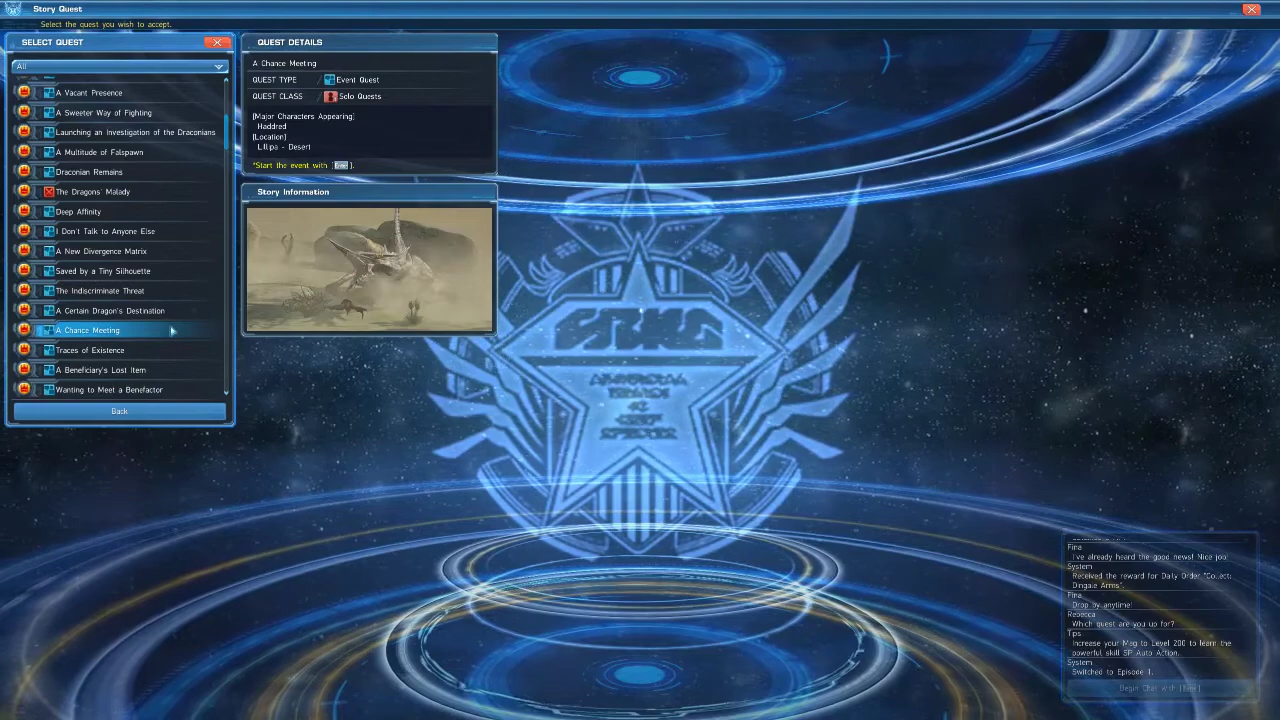 Story Quest
Select the quest you wish to accept.
SELECT QUEST
All
A Vacant Presence
A Sweeter Way of Fighting
Launching an Investigation of the Draconians
A Multitude of Falspawn
Draconian Remains
The Dragons' Malady
Deep Affinity
I Don't Talk to Anyone Else
A New Divergence Matrix
Saved by a Tiny Silhouette
The Indiscriminate Threat
A Certain Dragon's Destination
A Chance Meeting
Traces of Existence
A Beneficiary's Lost Item
Wanting to Meet a Benefactor
Back
QUEST DETAILS
A Chance Meeting
QUEST TYPE / Event Quest
QUEST CLASS / Solo Quests
[Major Characters Appearing]
Haddred
[Location]
Lillipa - Desert
*Start the event with [Enter].
Story Information
Fina
I've already heard the good news! Nice job!
System
Received the reward for Daily Order "Collect:
Dingale Arms".
Fina
Drop by anytime!
Rebecca
Which quest are you up for?
Tips
Increase your Mag to Level 200 to learn the
powerful skill SP Auto Action.
System
Switched to Episode 1.
Begin Chat with [Enter]